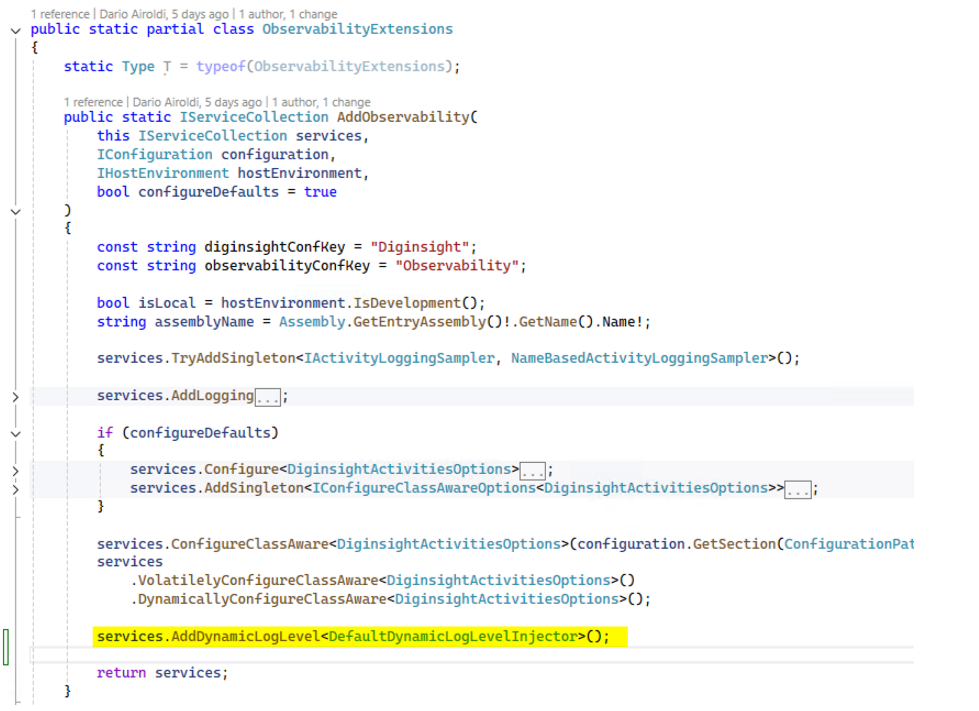 1 reference | Dario Airoldi, 5 days ago | 1 author, 1 change
public static partial class ObservabilityExtensions
{
static Type T = typeof(ObservabilityExtensions);
1 reference | Dario Airoldi, 5 days ago | 1 author, 1 change
public static IServiceCollection AddObservability(
this IServiceCollection services,
IConfiguration configuration,
IHostEnvironment hostEnvironment,
bool configureDefaults = true
)
{
const string diginsightConfKey = "Diginsight";
const string observabilityConfKey = "Observability";
bool isLocal = hostEnvironment.IsDevelopment();
string assemblyName = Assembly.GetEntryAssembly()!.GetName().Name!;
services.TryAddSingleton<IActivityLoggingSampler, NameBasedActivityLoggingSampler>();
services.AddLogging...;
if (configureDefaults)
{
services.Configure<DiginsightActivitiesOptions>...;
services.AddSingleton<IConfigureClassAwareOptions<DiginsightActivitiesOptions>>...;
}
services.ConfigureClassAware<DiginsightActivitiesOptions>(configuration.GetSection(ConfigurationPat
services
.VolatilelyConfigureClassAware<DiginsightActivitiesOptions>()
.DynamicallyConfigureClassAware<DiginsightActivitiesOptions>();
services.AddDynamicLogLevel<DefaultDynamicLogLevelInjector>();
return services;
}